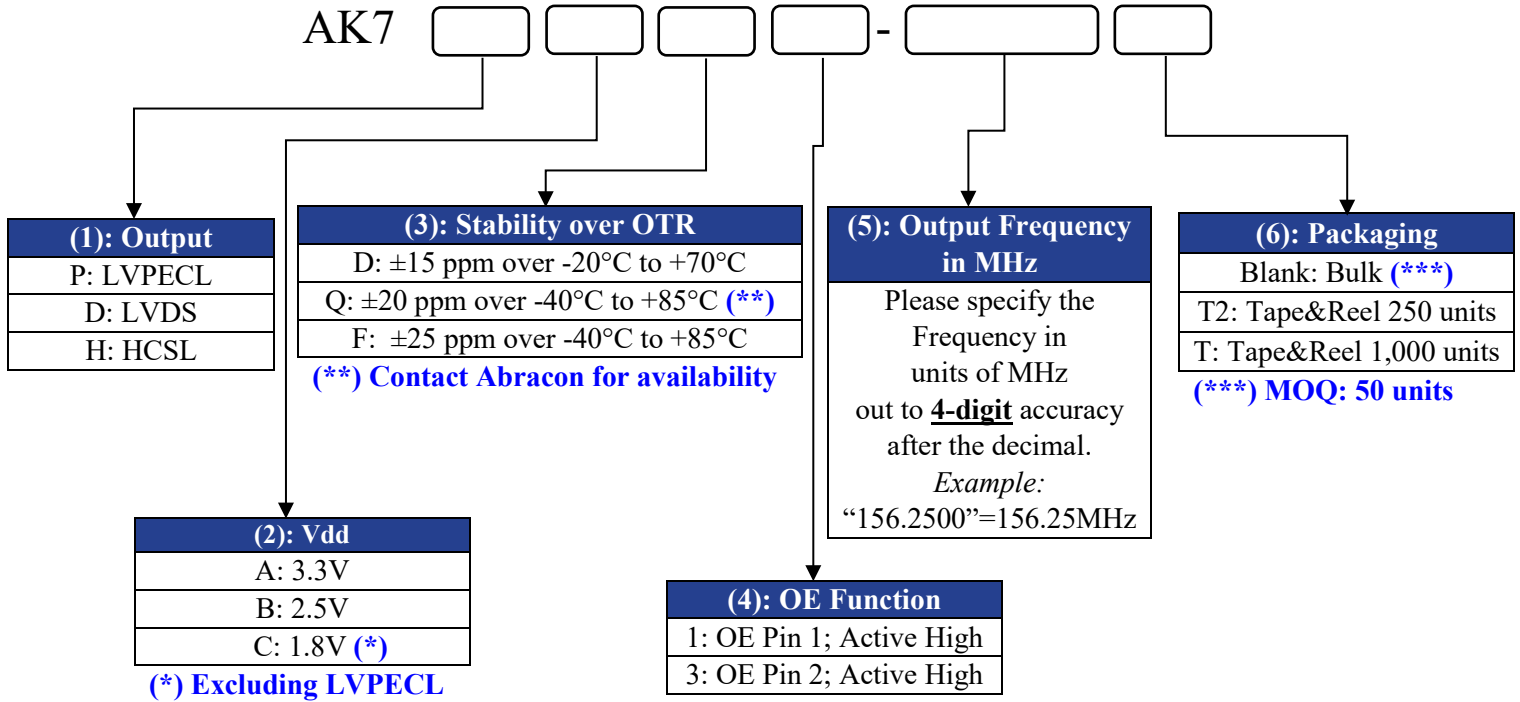 AK7 -
(1): Output
P: LVPECL
D: LVDS
H: HCSL
(2): Vdd
A: 3.3V
B: 2.5V
C: 1.8V (*)
(*) Excluding LVPECL
(3): Stability over OTR
D: ±15 ppm over -20°C to +70°C
Q: ±20 ppm over -40°C to +85°C (**)
F: ±25 ppm over -40°C to +85°C
(**) Contact Abracon for availability
(4): OE Function
1: OE Pin 1; Active High
3: OE Pin 2; Active High
(5): Output Frequency
in MHz
Please specify the
Frequency in
units of MHz
out to 4-digit accuracy
after the decimal.
Example:
“156.2500”=156.25MHz
(6): Packaging
Blank: Bulk (***)
T2: Tape&Reel 250 units
T: Tape&Reel 1,000 units
(***) MOQ: 50 units